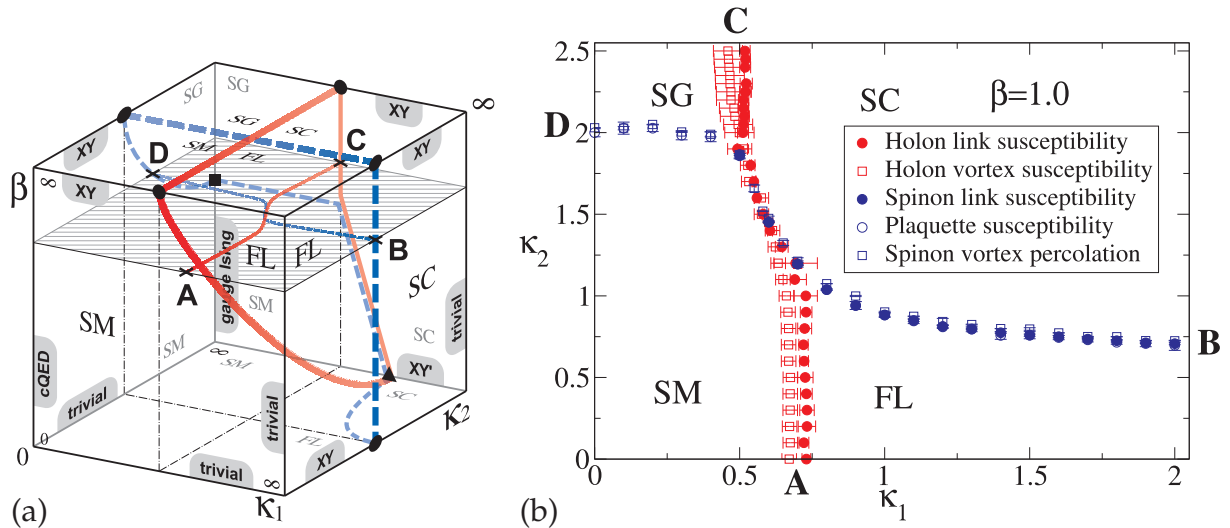 SG
SG
∞
XY
XY
SG
SC
C
XY
β
∞
XY
D
SM
FL
∞
FL
FL
B
A
gauge Ising
SM
SM
SC
SC
trivial
cQED
SM
∞
SM
XY'
trivial
trivial
SC
κ2
0
0
FL
XY
trivial
∞
κ1
(a)
C
2.5
SG
SC
β=1.0
D
2
Holon link susceptibility
Holon vortex susceptibility
Spinon link susceptibility
Plaquette susceptibility
Spinon vortex percolation
1.5
κ2
1
B
0.5
SM
FL
0
0
0.5
A
1
κ1
1.5
2
(b)